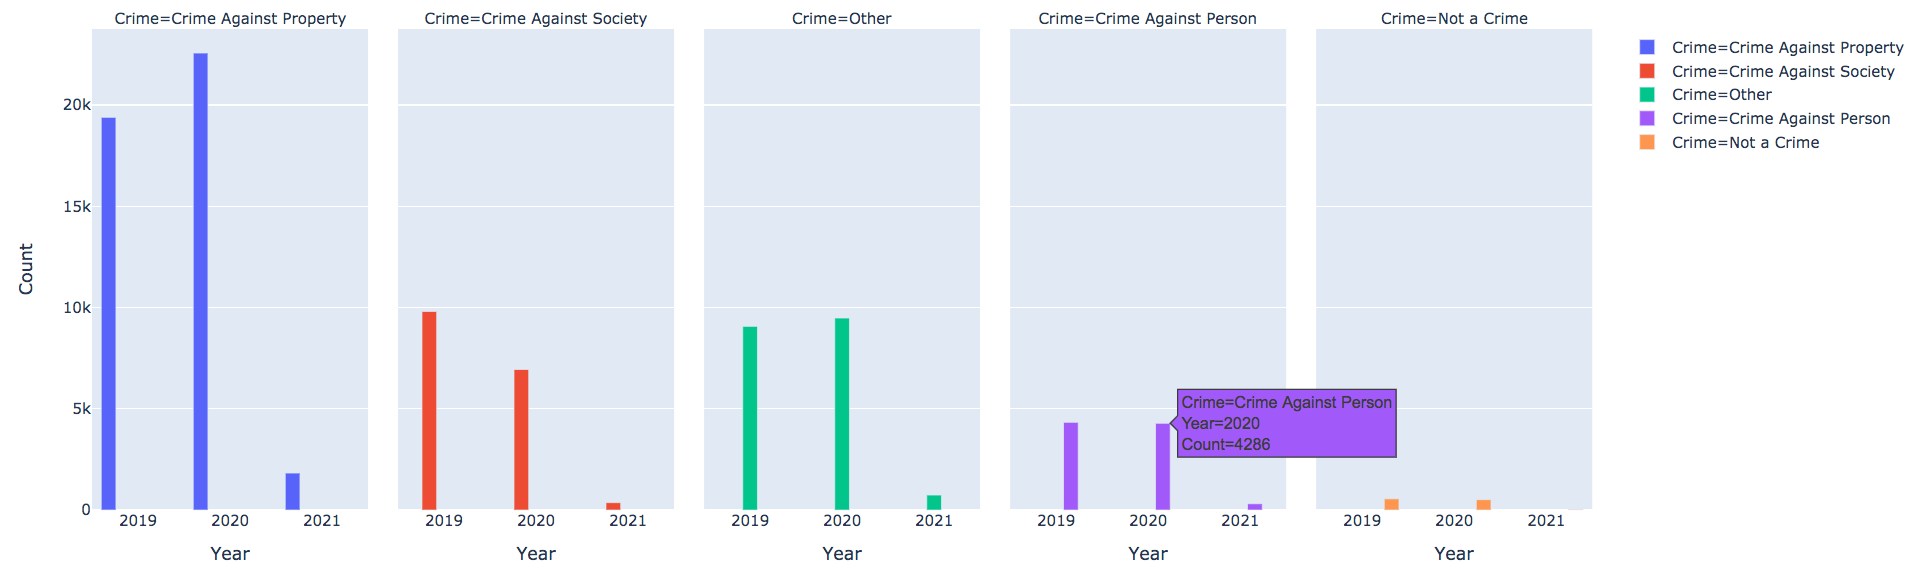 Crime=Crime Against Property
Crime=Crime Against Society
Crime=Other
Crime=Crime Against Person
Crime=Not a Crime
Crime=Crime Against Property
Crime=Crime Against Society
Crime=Other
Crime=Crime Against Person
Crime=Not a Crime
Count
20k
15k
10k
5k
0
Crime=Crime Against Person
Year=2020
Count=4286
2019 2020 2021
2019 2020 2021
2019 2020 2021
2019 2020 2021
2019 2020 2021
Year
Year
Year
Year
Year